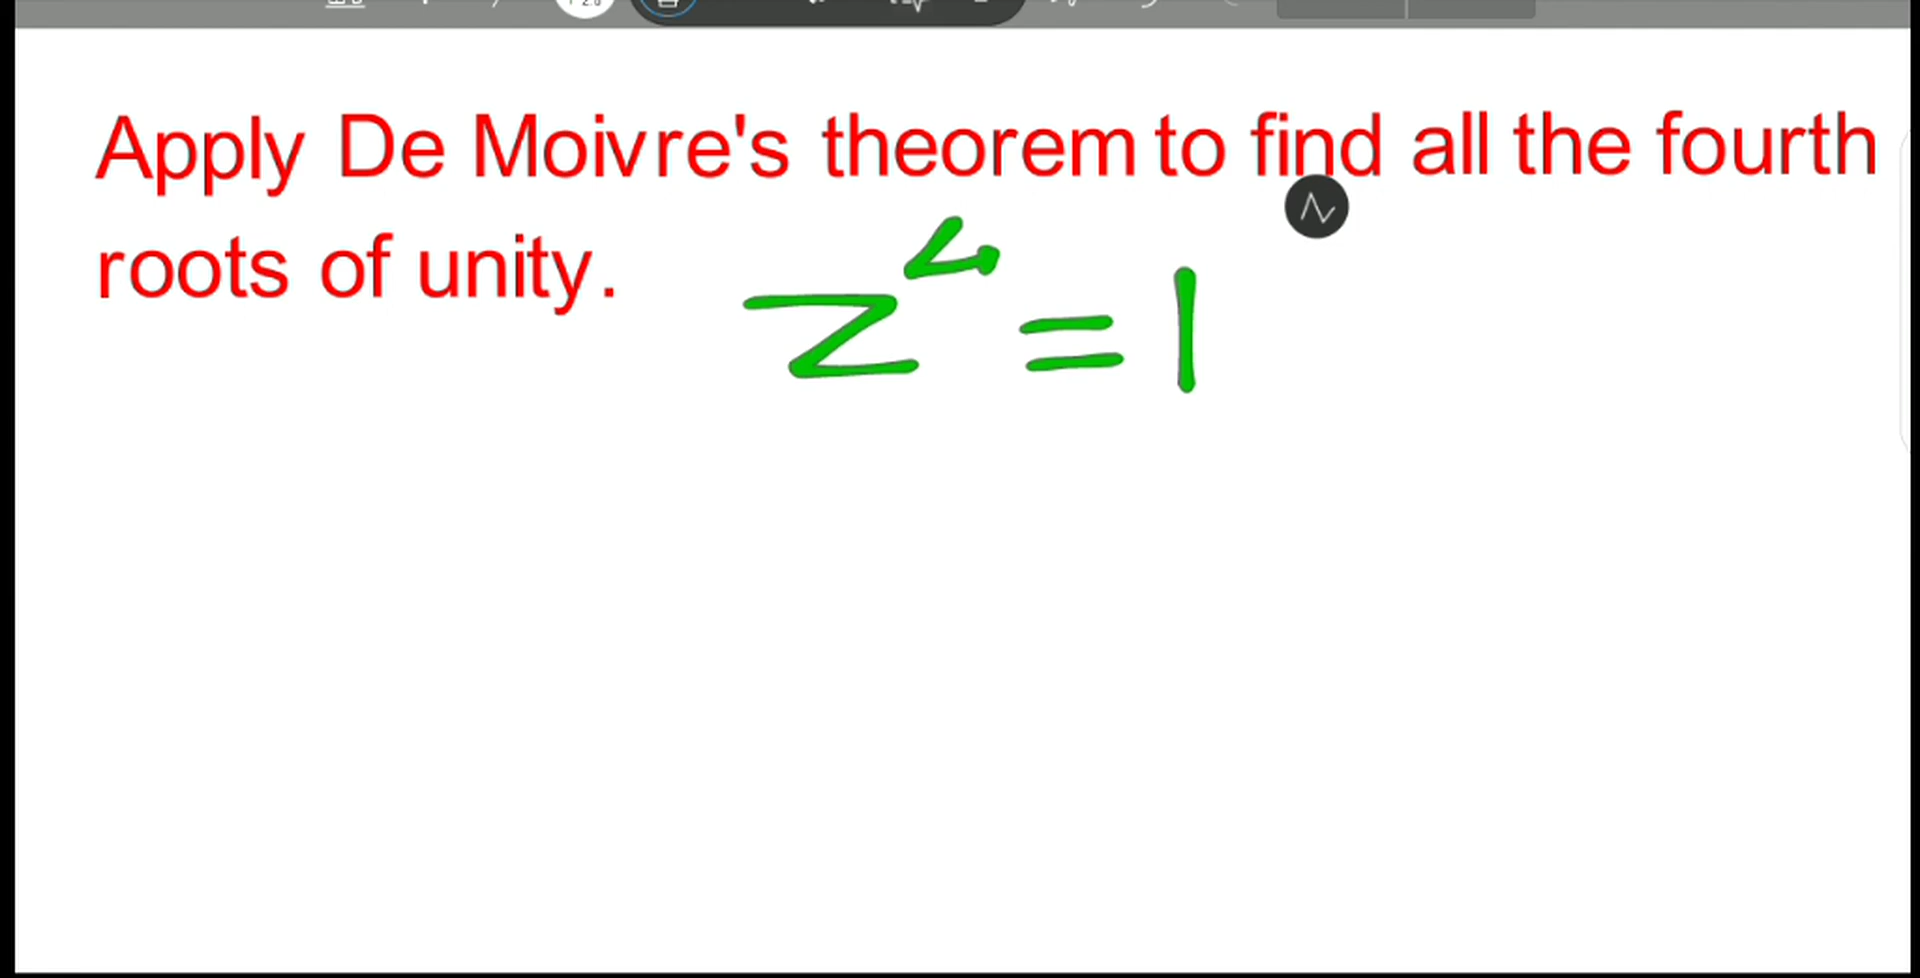 Apply De Moivre's theorem to find all the fourth
roots of unity.
z⁴ = 1